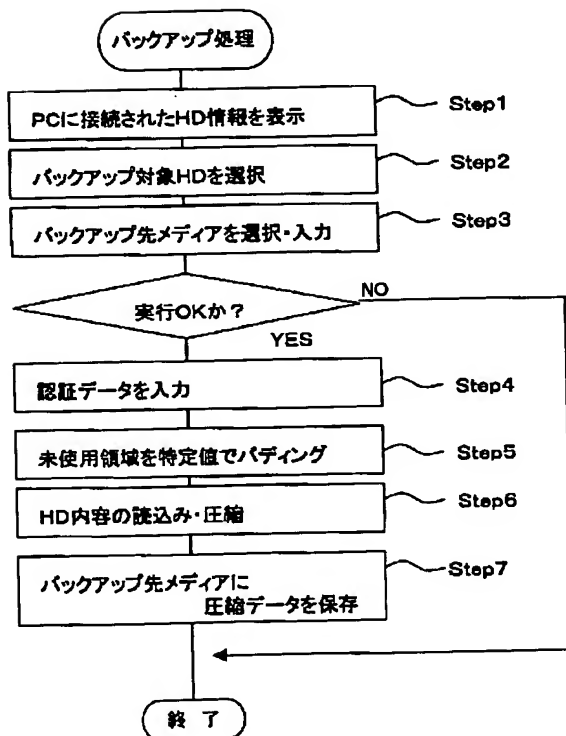 バックアップ処理
PCに接続されたHD情報を表示
Step1
バックアップ対象HDを選択
Step2
バックアップ先メディアを選択・入力
Step3
実行OKか?
NO
YES
認証データを入力
Step4
未使用領域を特定値でパディング
Step5
HD内容の読込み・圧縮
Step6
バックアップ先メディアに
圧縮データを保存
Step7
終 了